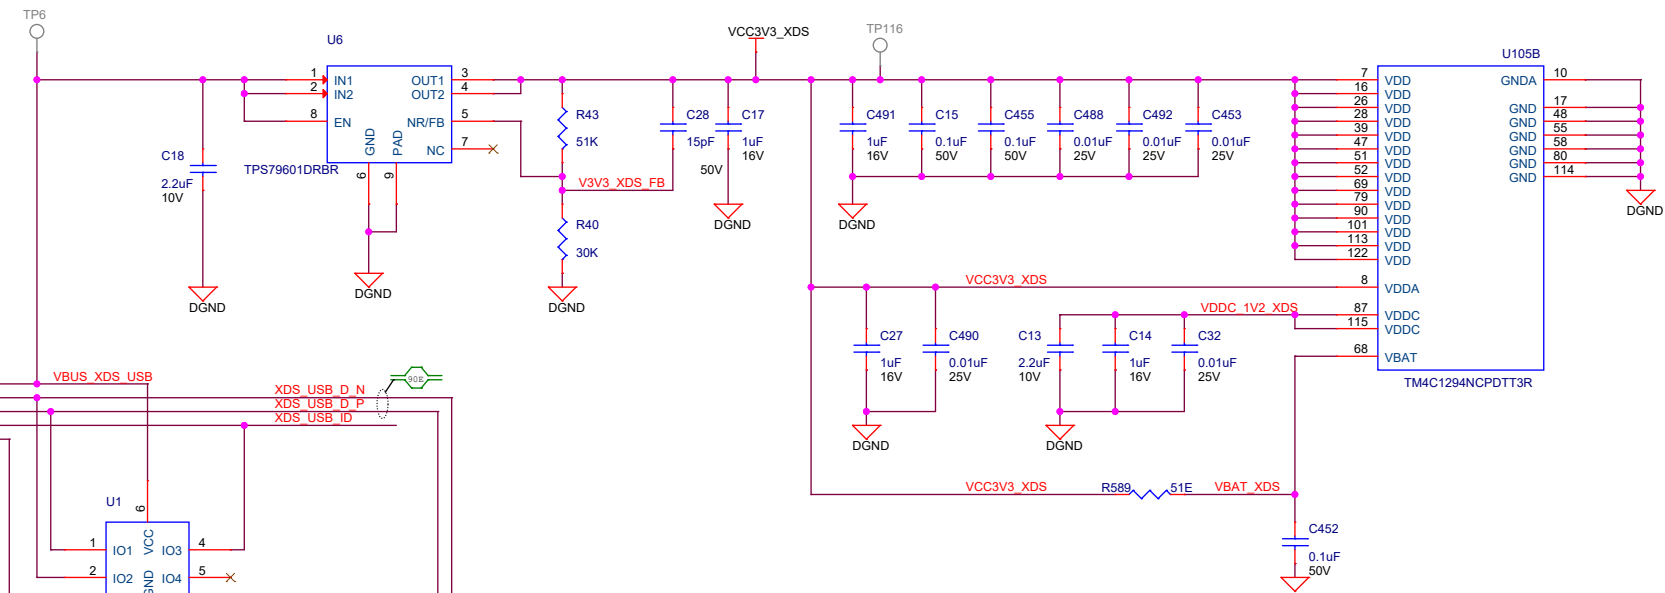 TP6
U6
1 IN1
2 IN2
8 EN
OUT1 3
OUT2 4
NR/FB 5
NC 7
GND
PAD
6
9
TPS79601DRBR
C18
2.2uF
10V
DGND
DGND
R43
51K
V3V3_XDS_FB
R40
30K
DGND
C28
15pF
C17
1uF
16V
50V
DGND
VCC3V3_XDS
TP116
C491
1uF
16V
C15
0.1uF
50V
C455
0.1uF
50V
C488
0.01uF
25V
C492
0.01uF
25V
C453
0.01uF
25V
DGND
U105B
7 VDD
16 VDD
26 VDD
28 VDD
39 VDD
47 VDD
51 VDD
52 VDD
69 VDD
79 VDD
90 VDD
101 VDD
113 VDD
122 VDD
8 VDDA
87 VDDC
115 VDDC
68 VBAT
GNDA 10
GND 17
GND 48
GND 55
GND 58
GND 80
GND 114
DGND
TM4C1294NCPDTT3R
VCC3V3_XDS
VDDC_1V2_XDS
C27
1uF
16V
C490
0.01uF
25V
DGND
C13
2.2uF
10V
C14
1uF
16V
C32
0.01uF
25V
DGND
VCC3V3_XDS
R589
51E
VBAT_XDS
C452
0.1uF
50V
VBUS_XDS_USB
XDS_USB_D_N
XDS_USB_D_P
XDS_USB_ID
90E
U1
6
VCC
1 IO1
2 IO2
IO3 4
IO4 5
GND